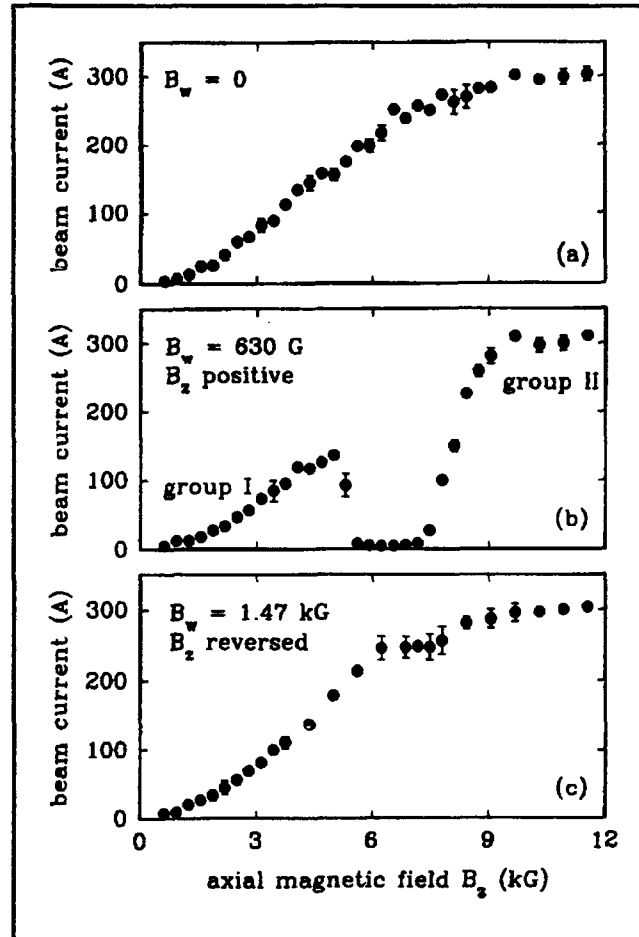 300
200
100
0
beam current (A)
B_w = 0
(a)
300
200
100
0
beam current (A)
B_w = 630 G
B_z positive
group I
group II
(b)
300
200
100
0
beam current (A)
B_w = 1.47 kG
B_z reversed
(c)
0 3 6 9 12
axial magnetic field B_z (kG)